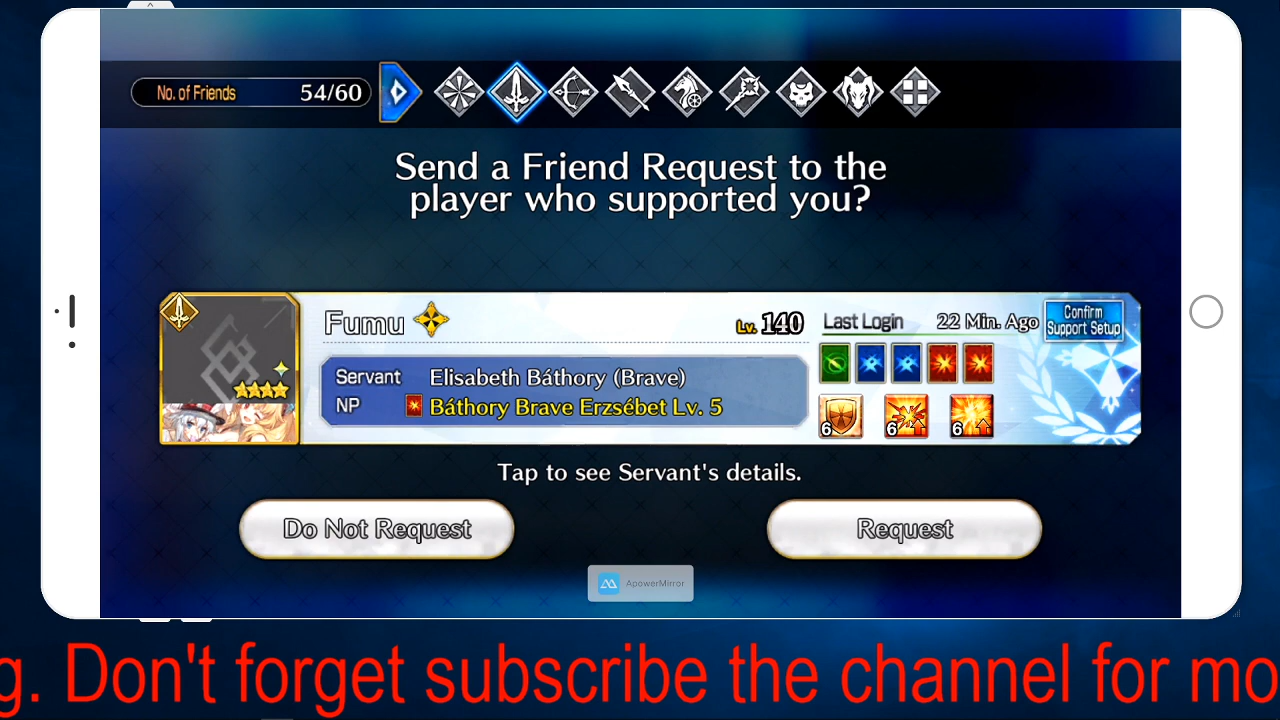 No. of Friends 54/60
Send a Friend Request to the
player who supported you?
Fumu Lv. 140 Last Login 22 Min. Ago Confirm
Support Setup
Servant Elisabeth Báthory (Brave)
NP Báthory Brave Erzsébet Lv. 5
6 6 6
Tap to see Servant's details.
Do Not Request Request
ApowerMirror
g. Don't forget subscribe the channel for mo